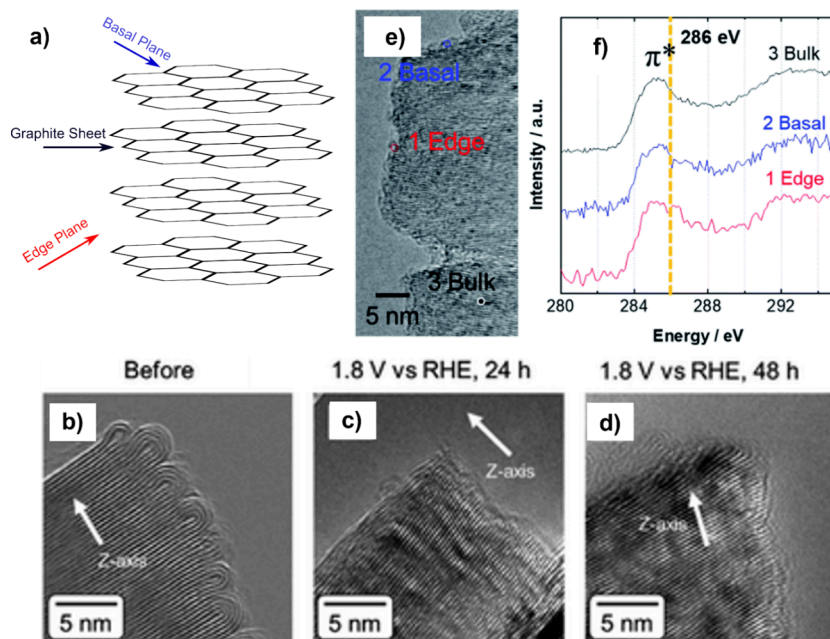 a)
Basal Plane
Graphite Sheet
Edge Plane
e)
2 Basal
1 Edge
3 Bulk
5 nm
f)
π*
286 eV
3 Bulk
2 Basal
1 Edge
Intensity / a.u.
280 284 288 292
Energy / eV
Before
b)
Z-axis
5 nm
1.8 V vs RHE, 24 h
c)
Z-axis
5 nm
1.8 V vs RHE, 48 h
d)
Z-axis
5 nm